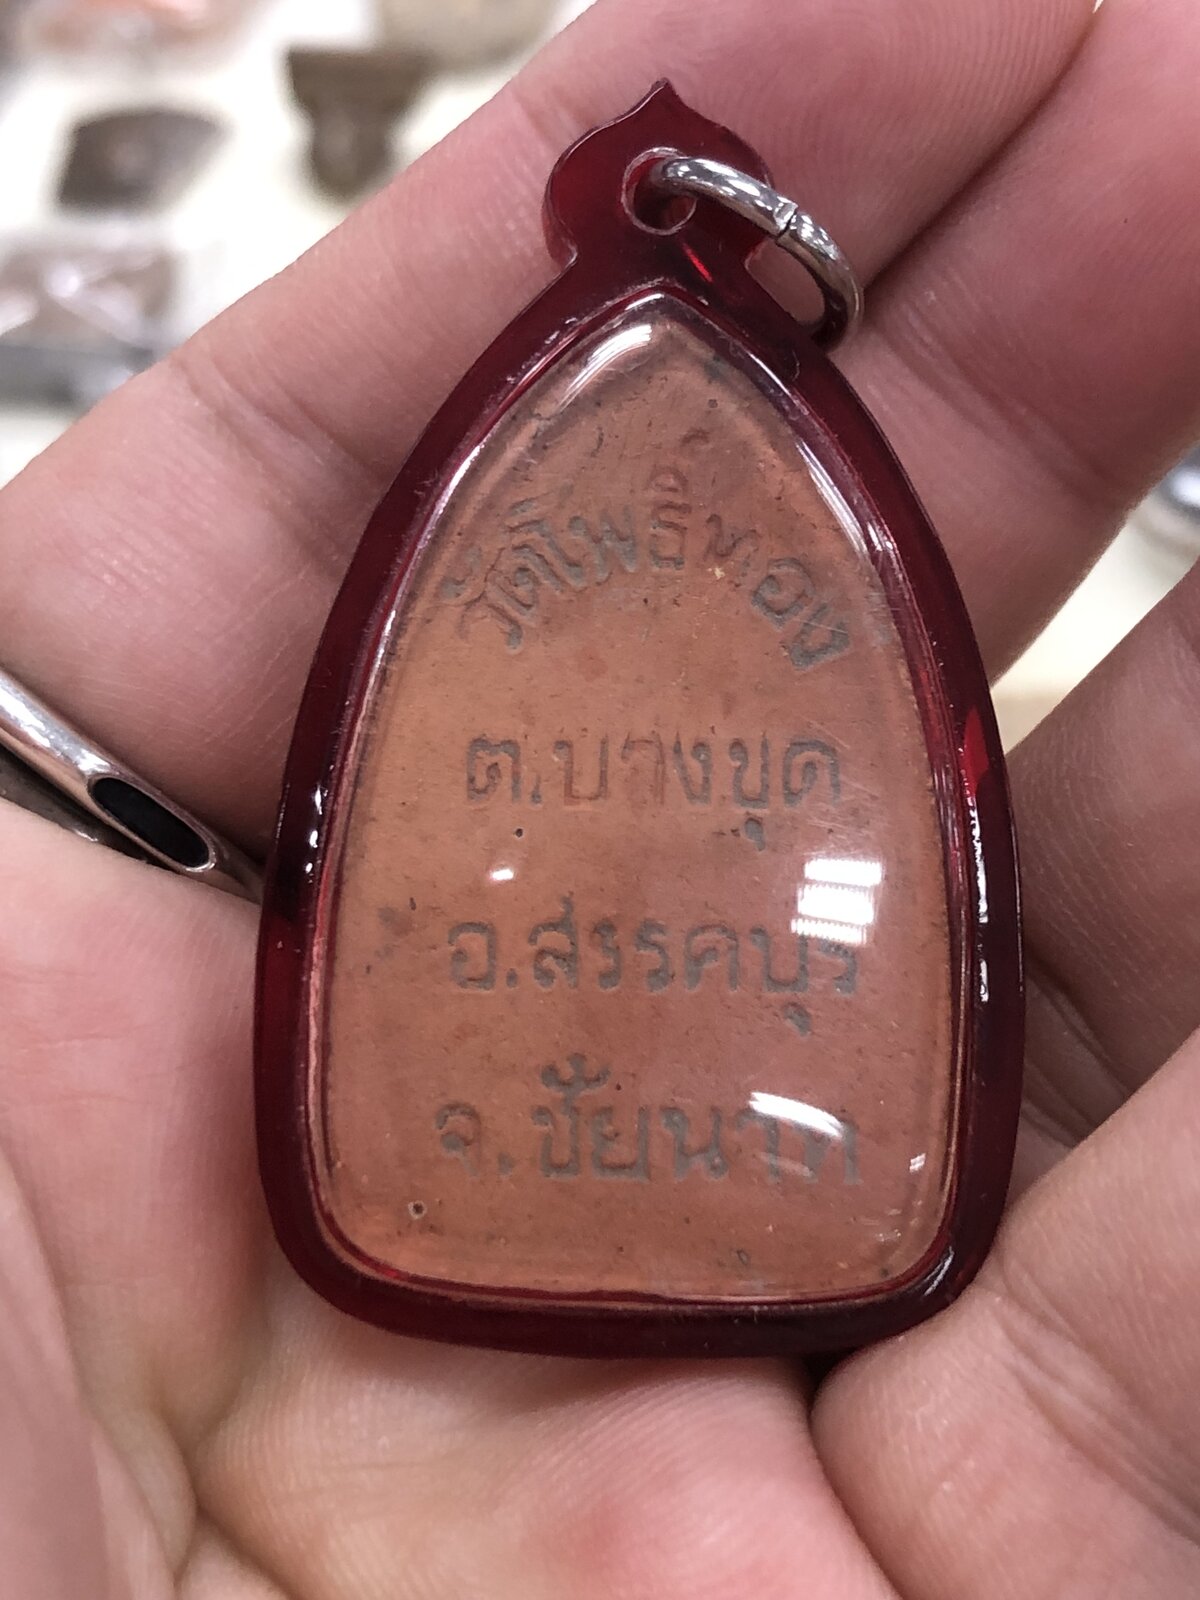 วัดโพธิ์ทอง
ต.บางขุด
อ.สรรคบุรี
จ.ชัยนาท